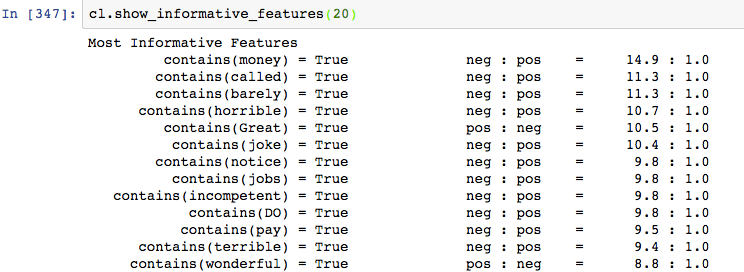 In [347]: cl.show_informative_features(20)
Most Informative Features
contains(money) = True neg : pos = 14.9 : 1.0
contains(called) = True neg : pos = 11.3 : 1.0
contains(barely) = True neg : pos = 11.3 : 1.0
contains(horrible) = True neg : pos = 10.7 : 1.0
contains(Great) = True pos : neg = 10.5 : 1.0
contains(joke) = True neg : pos = 10.4 : 1.0
contains(notice) = True neg : pos = 9.8 : 1.0
contains(jobs) = True neg : pos = 9.8 : 1.0
contains(incompetent) = True neg : pos = 9.8 : 1.0
contains(DO) = True neg : pos = 9.8 : 1.0
contains(pay) = True neg : pos = 9.5 : 1.0
contains(terrible) = True neg : pos = 9.4 : 1.0
contains(wonderful) = True pos : neg = 8.8 : 1.0